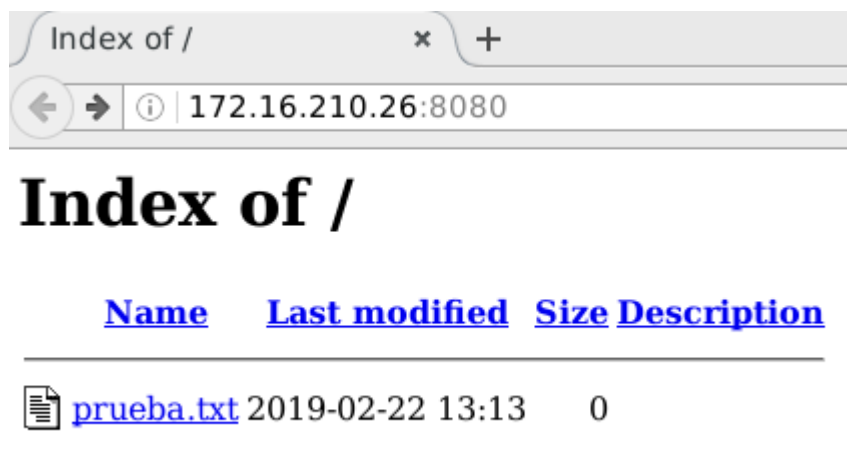 Index of /
172.16.210.26:8080
Index of /
Name Last modified Size Description
prueba.txt 2019-02-22 13:13 0